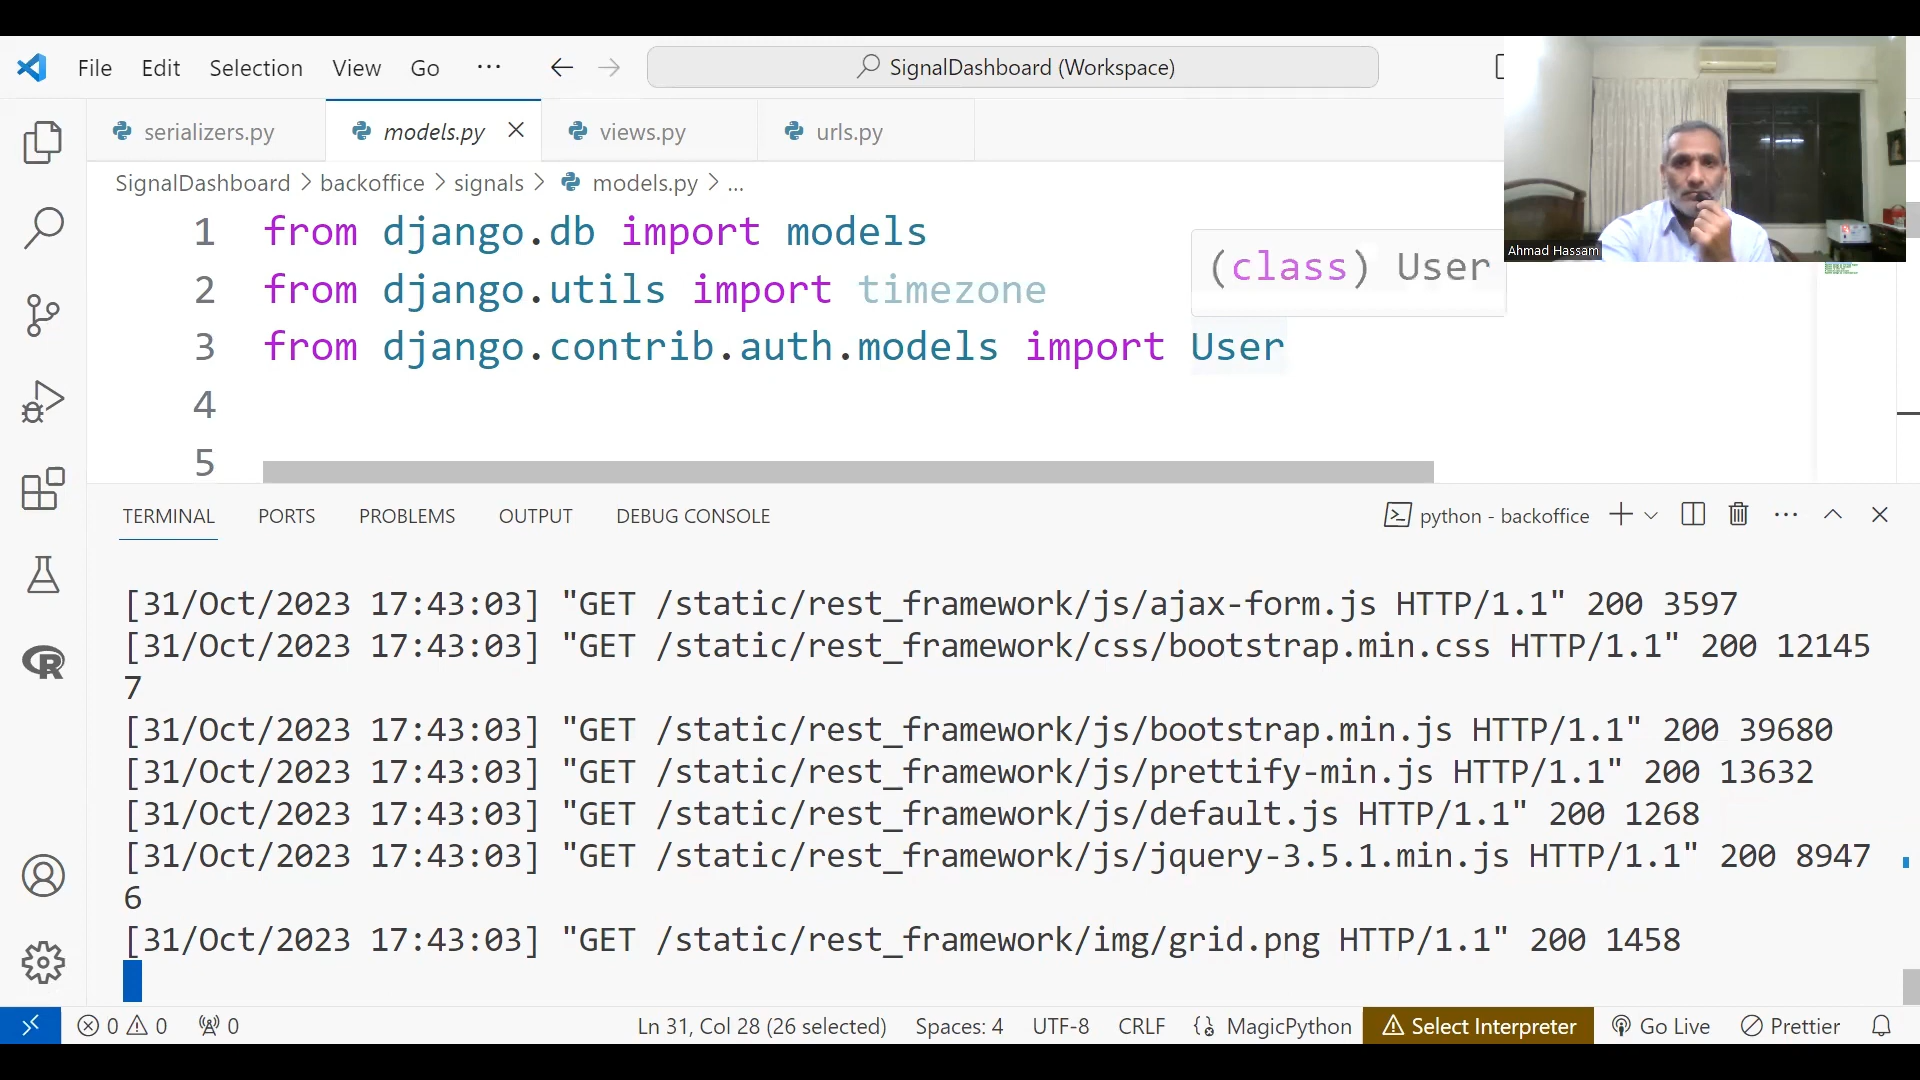 File Edit Selection View Go ... SignalDashboard (Workspace)
serializers.py models.py views.py urls.py
SignalDashboard > backoffice > signals > models.py > ...
1 from django.db import models
2 from django.utils import timezone
3 from django.contrib.auth.models import User
4
5
(class) User
Ahmad Hassam
TERMINAL PORTS PROBLEMS OUTPUT DEBUG CONSOLE python - backoffice
[31/Oct/2023 17:43:03] "GET /static/rest_framework/js/ajax-form.js HTTP/1.1" 200 3597
[31/Oct/2023 17:43:03] "GET /static/rest_framework/css/bootstrap.min.css HTTP/1.1" 200 12145
7
[31/Oct/2023 17:43:03] "GET /static/rest_framework/js/bootstrap.min.js HTTP/1.1" 200 39680
[31/Oct/2023 17:43:03] "GET /static/rest_framework/js/prettify-min.js HTTP/1.1" 200 13632
[31/Oct/2023 17:43:03] "GET /static/rest_framework/js/default.js HTTP/1.1" 200 1268
[31/Oct/2023 17:43:03] "GET /static/rest_framework/js/jquery-3.5.1.min.js HTTP/1.1" 200 8947
6
[31/Oct/2023 17:43:03] "GET /static/rest_framework/img/grid.png HTTP/1.1" 200 1458
0 0 0 Ln 31, Col 28 (26 selected) Spaces: 4 UTF-8 CRLF MagicPython Select Interpreter Go Live Prettier